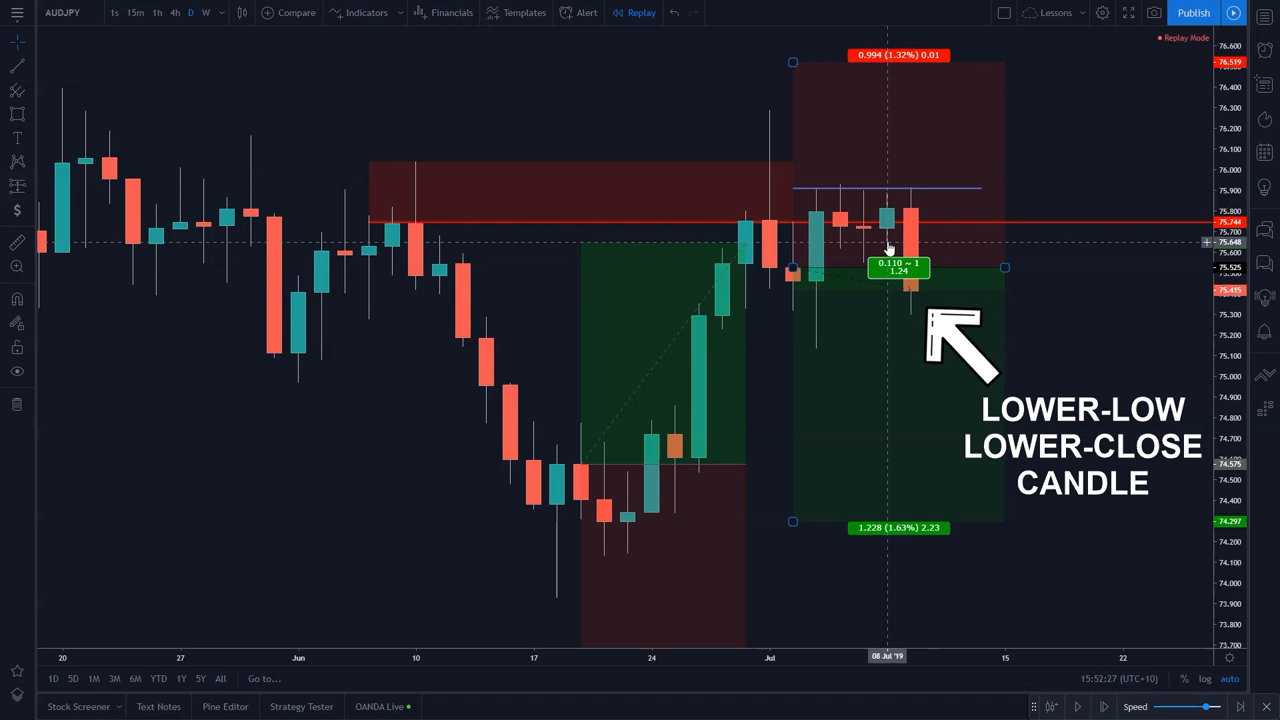 AUDJPY 1s 15m 1h 4h D W Compare Indicators Financials Templates Alert Replay Lessons Publish
Replay Mode
0.994 (1.32%) 0.01
76.600
76.519
76.400
76.300
76.200
76.100
76.000
75.900
75.800
75.744
75.700
75.648
0.110 ~ 1
1.24
75.525
75.415
75.300
75.200
75.100
75.000
74.900
74.800
74.700
74.575
74.500
74.400
74.297
74.200
74.100
74.000
73.900
73.800
73.700
LOWER-LOW
LOWER-CLOSE
CANDLE
1.228 (1.63%) 2.23
20 27 Jun 10 17 24 Jul 08 Jul '19 15 22
1D 5D 1M 3M 6M YTD 1Y 5Y All Go to... 15:52:27 (UTC+10) % log auto
Stock Screener Text Notes Pine Editor Strategy Tester OANDA Live Speed